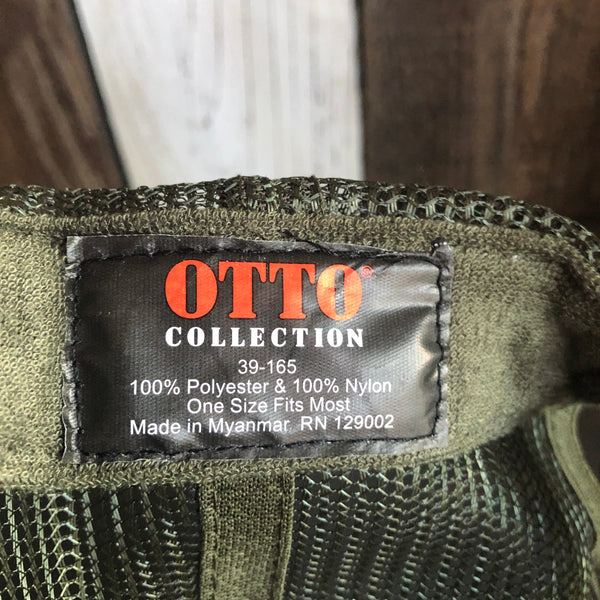 OTTO®
COLLECTION
39-165
100% Polyester & 100% Nylon
One Size Fits Most
Made in Myanmar RN 129002